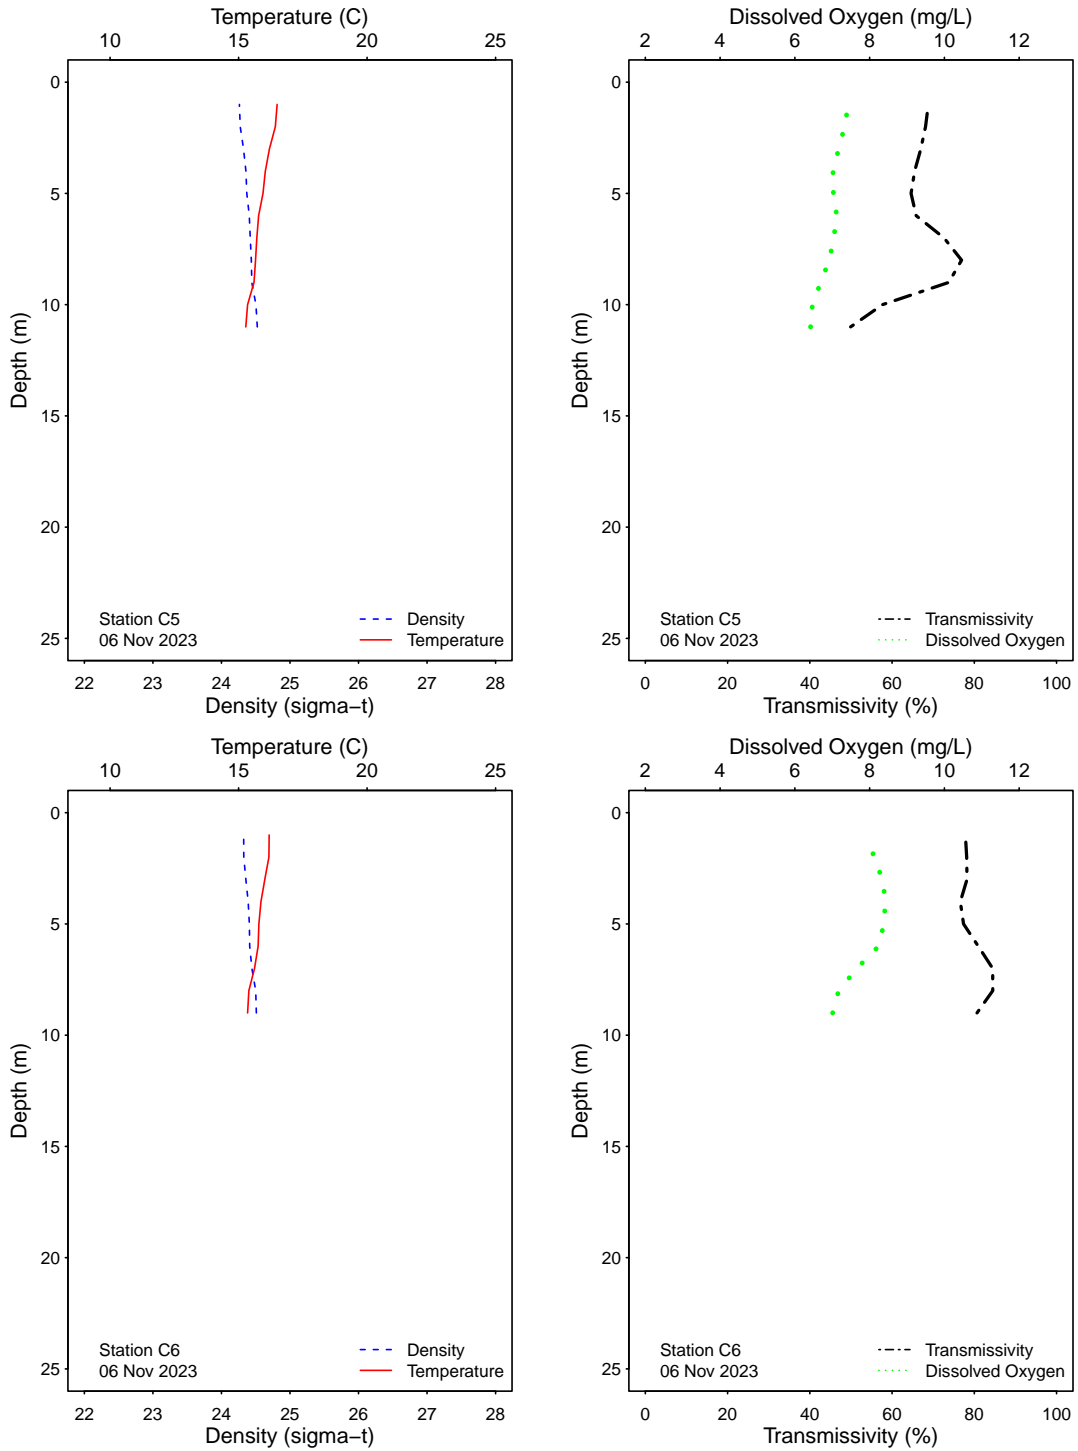 Temperature (C)
10 15 20 25
0
5
10
15
20
25
Depth (m)
Station C5
06 Nov 2023
Density
Temperature
22 23 24 25 26 27 28
Density (sigma−t)
Dissolved Oxygen (mg/L)
2 4 6 8 10 12
0
5
10
15
20
25
Depth (m)
Station C5
06 Nov 2023
Transmissivity
Dissolved Oxygen
0 20 40 60 80 100
Transmissivity (%)
Temperature (C)
10 15 20 25
0
5
10
15
20
25
Depth (m)
Station C6
06 Nov 2023
Density
Temperature
22 23 24 25 26 27 28
Density (sigma−t)
Dissolved Oxygen (mg/L)
2 4 6 8 10 12
0
5
10
15
20
25
Depth (m)
Station C6
06 Nov 2023
Transmissivity
Dissolved Oxygen
0 20 40 60 80 100
Transmissivity (%)